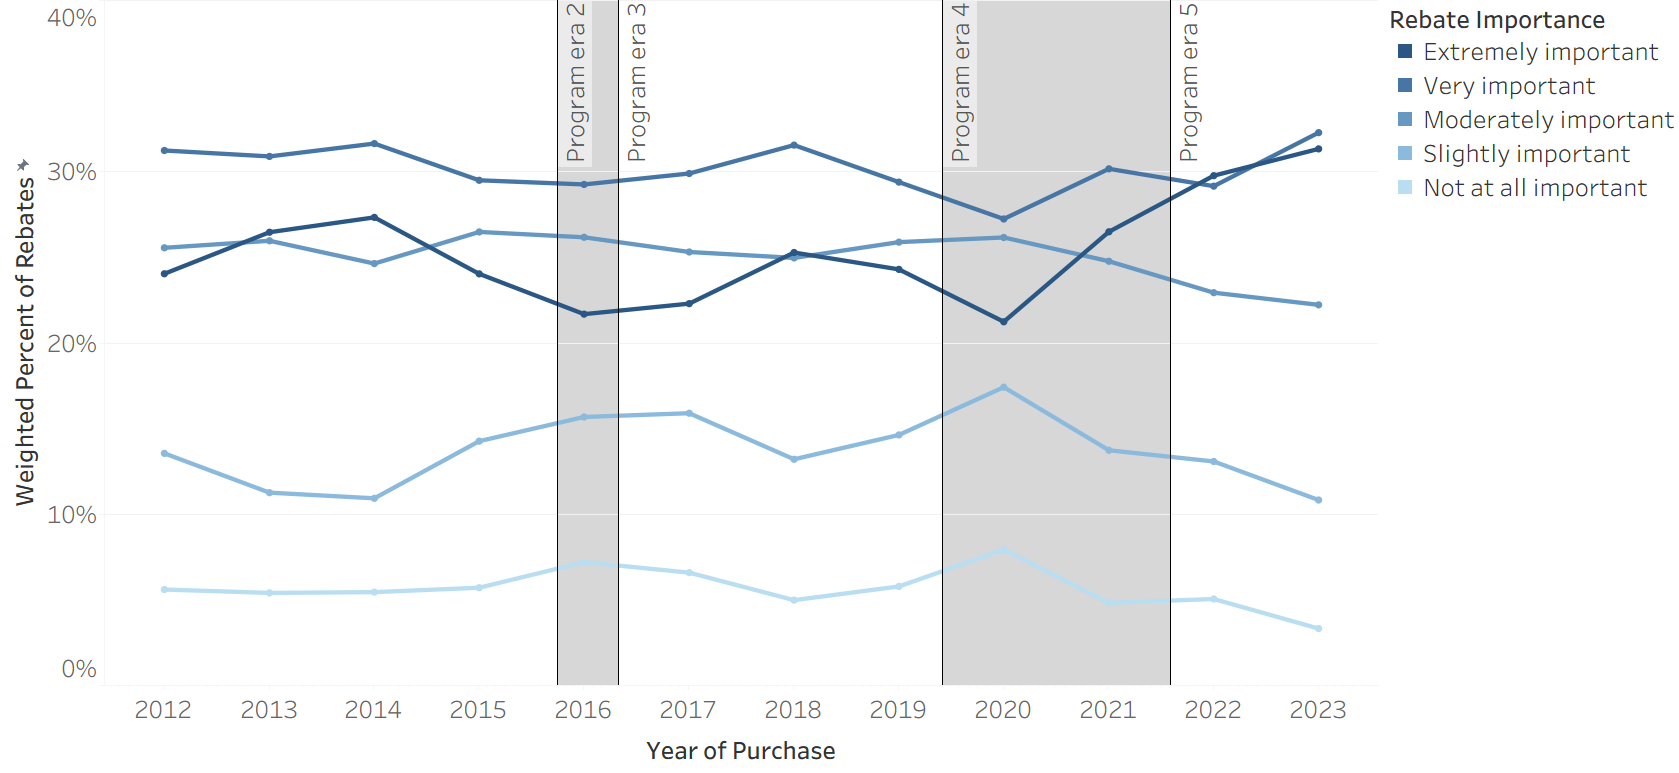 40%
30%
20%
10%
0%
Weighted Percent of Rebates
Program era 2
Program era 3
Program era 4
Program era 5
2012 2013 2014 2015 2016 2017 2018 2019 2020 2021 2022 2023
Year of Purchase
Rebate Importance
Extremely important
Very important
Moderately important
Slightly important
Not at all important